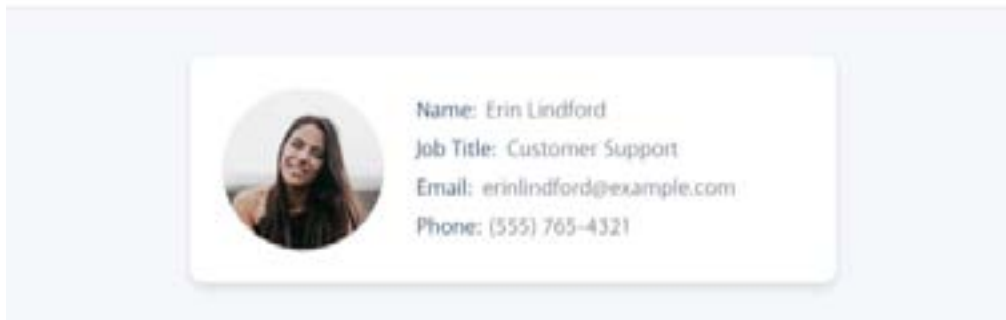 Name: Erin Lindford
Job Title: Customer Support
Email: erinlindford@example.com
Phone: (555) 765-4321